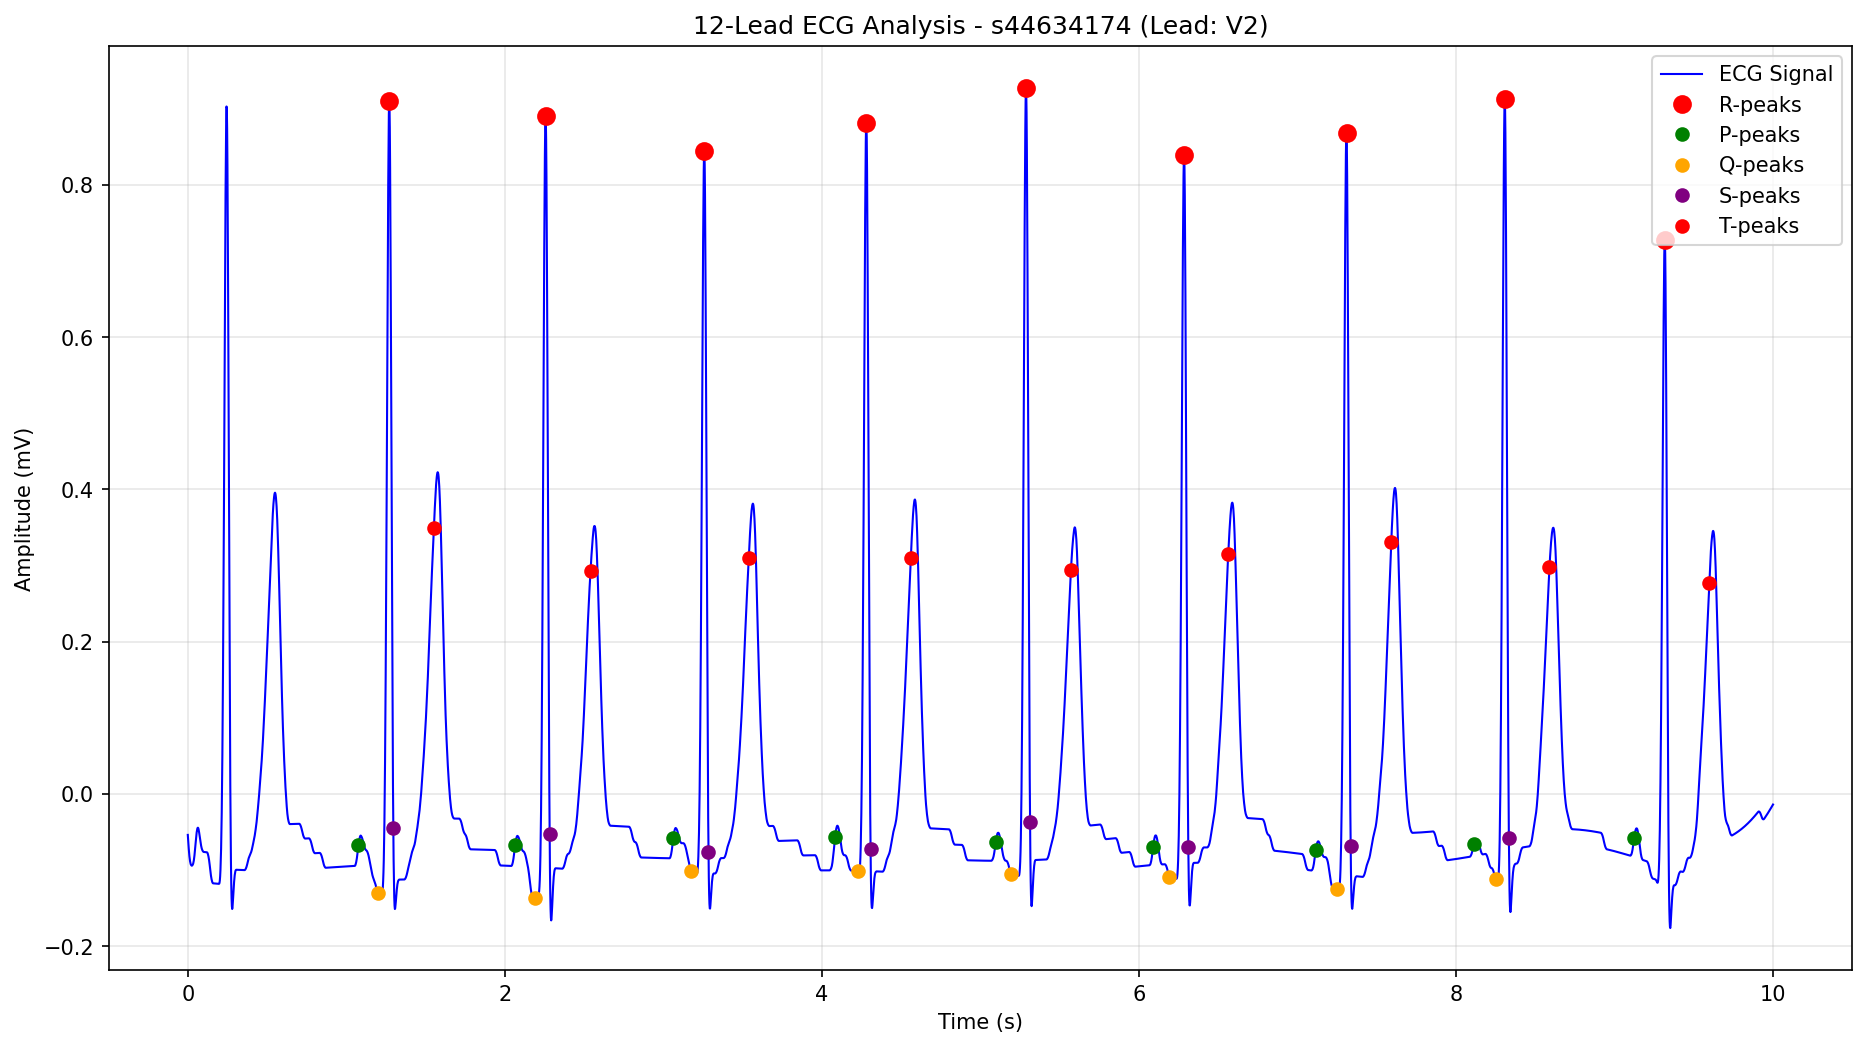 12-Lead ECG Analysis - s44634174 (Lead: V2)
ECG Signal
R-peaks
P-peaks
Q-peaks
S-peaks
T-peaks
Amplitude (mV)
0.8
0.6
0.4
0.2
0.0
−0.2
0 2 4 6 8 10
Time (s)